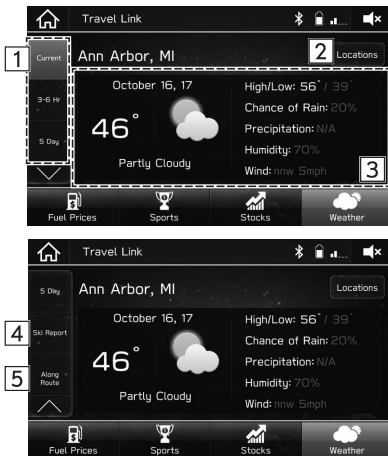 Travel Link
1
Current
Ann Arbor, MI
2
Locations
3-6 Hr
5 Day
October 16, 17
46°
Partly Cloudy
High/Low: 56° / 39°
Chance of Rain: 20%
Precipitation: N/A
Humidity: 70%
Wind: nnw 5mph
3
Fuel Prices
Sports
Stocks
Weather
Travel Link
5 Day
Ann Arbor, MI
Locations
4
Ski Report
5
Along
Route
October 16, 17
46°
Partly Cloudy
High/Low: 56° / 39°
Chance of Rain: 20%
Precipitation: N/A
Humidity: 70%
Wind: nnw 5mph
Fuel Prices
Sports
Stocks
Weather